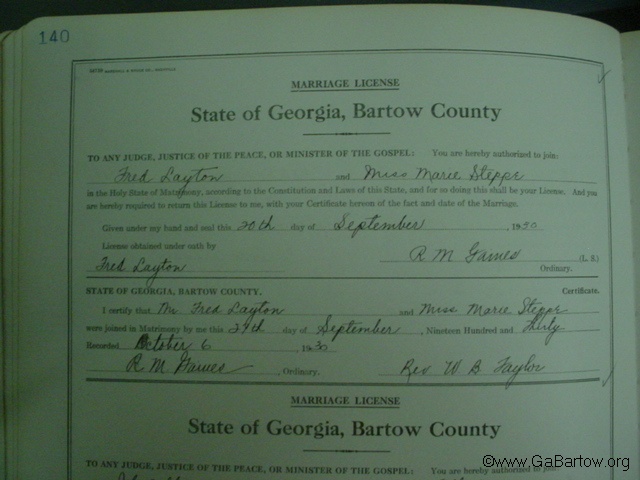 140
MARRIAGE LICENSE
State of Georgia, Bartow County
TO ANY JUDGE, JUSTICE OF THE PEACE, OR MINISTER OF THE GOSPEL: You are hereby authorized to join:
Fred Layton and Miss Marie Steppe
in the Holy State of Matrimony, according to the Constitution and Laws of this State, and for so doing this shall be your License. And you
are hereby required to return this License to me, with your Certificate hereon of the fact and date of the Marriage.
Given under my hand and seal this 20th day of September , 1930
License obtained under oath by R M Gaines (L. S.)
Fred Layton Ordinary.
STATE OF GEORGIA, BARTOW COUNTY. Certificate.
I certify that Mr Fred Layton and Miss Marie Steppe
were joined in Matrimony by me this day of September , Nineteen Hundred and Thirty
Recorded October 6 , 1930
R M Gaines , Ordinary. Rev W B Taylor
MARRIAGE LICENSE
State of Georgia, Bartow County
TO ANY JUDGE, JUSTICE OF THE PEACE, OR MINISTER OF THE GOSPEL: You are hereby authorized to join:
©www.GaBartow.org